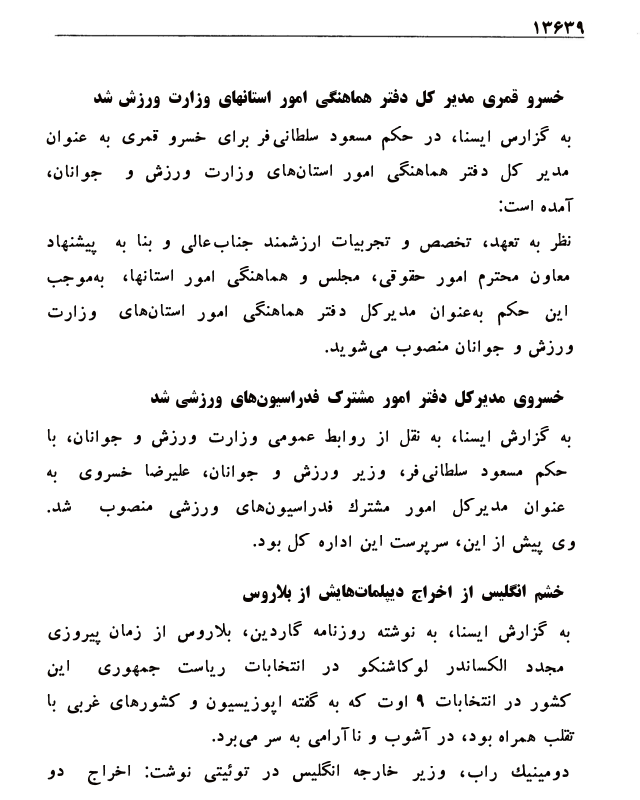 ۱۳۶۳۹
خسرو قمری مدیر کل دفتر هماهنگی امور استانهای وزارت ورزش شد
به گزارس ایسنا، در حکم مسعود سلطانی‌فر برای خسرو قمری به عنوان
مدیر کل دفتر هماهنگی امور استان‌های وزارت ورزش و جوانان،
آمده است:
نظر به تعهد، تخصص و تجربیات ارزشمند جناب‌عالی و بنا به پیشنهاد
معاون محترم امور حقوقی، مجلس و هماهنگی امور استانها، به‌موجب
این حکم به‌عنوان مدیرکل دفتر هماهنگی امور استان‌های وزارت
ورزش و جوانان منصوب می‌شوید.
خسروی مدیرکل دفتر امور مشترک فدراسیون‌های ورزشی شد
به گزارش ایسنا، به نقل از روابط عمومی وزارت ورزش و جوانان، با
حکم مسعود سلطانی‌فر، وزیر ورزش و جوانان، علیرضا خسروی به
عنوان مدیرکل امور مشترك فدراسیون‌های ورزشی منصوب شد.
وی پیش از این، سرپرست این اداره کل بود.
خشم انگلیس از اخراج دیپلمات‌هایش از بلاروس
به گزارش ایسنا، به نوشته روزنامه گاردین، بلاروس از زمان پیروزی
مجدد الکساندر لوکاشنکو در انتخابات ریاست جمهوری این
کشور در انتخابات ۹ اوت که به گفته اپوزیسیون و کشورهای غربی با
تقلب همراه بود، در آشوب و ناآرامی به سر می‌برد.
دومینیك راب، وزیر خارجه انگلیس در توئیتی نوشت: اخراج دو